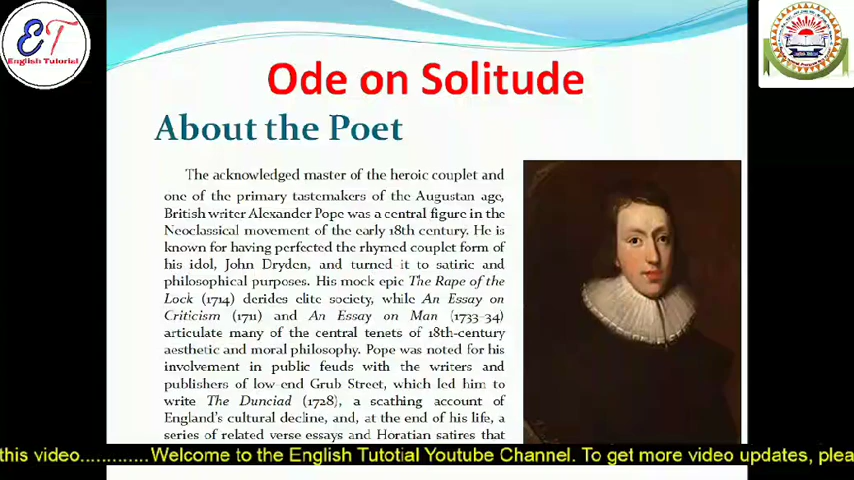 ET
English Tutorial
Ode on Solitude
About the Poet
The acknowledged master of the heroic couplet and
one of the primary tastemakers of the Augustan age,
British writer Alexander Pope was a central figure in the
Neoclassical movement of the early 18th century. He is
known for having perfected the rhymed couplet form of
his idol, John Dryden, and turned it to satiric and
philosophical purposes. His mock epic The Rape of the
Lock (1714) derides elite society, while An Essay on
Criticism (1711) and An Essay on Man (1733-34)
articulate many of the central tenets of 18th-century
aesthetic and moral philosophy. Pope was noted for his
involvement in public feuds with the writers and
publishers of low-end Grub Street, which led him to
write The Dunciad (1728), a scathing account of
England's cultural decline, and, at the end of his life, a
series of related verse essays and Horatian satires that
this video.............Welcome to the English Tutotial Youtube Channel. To get more video updates, plea